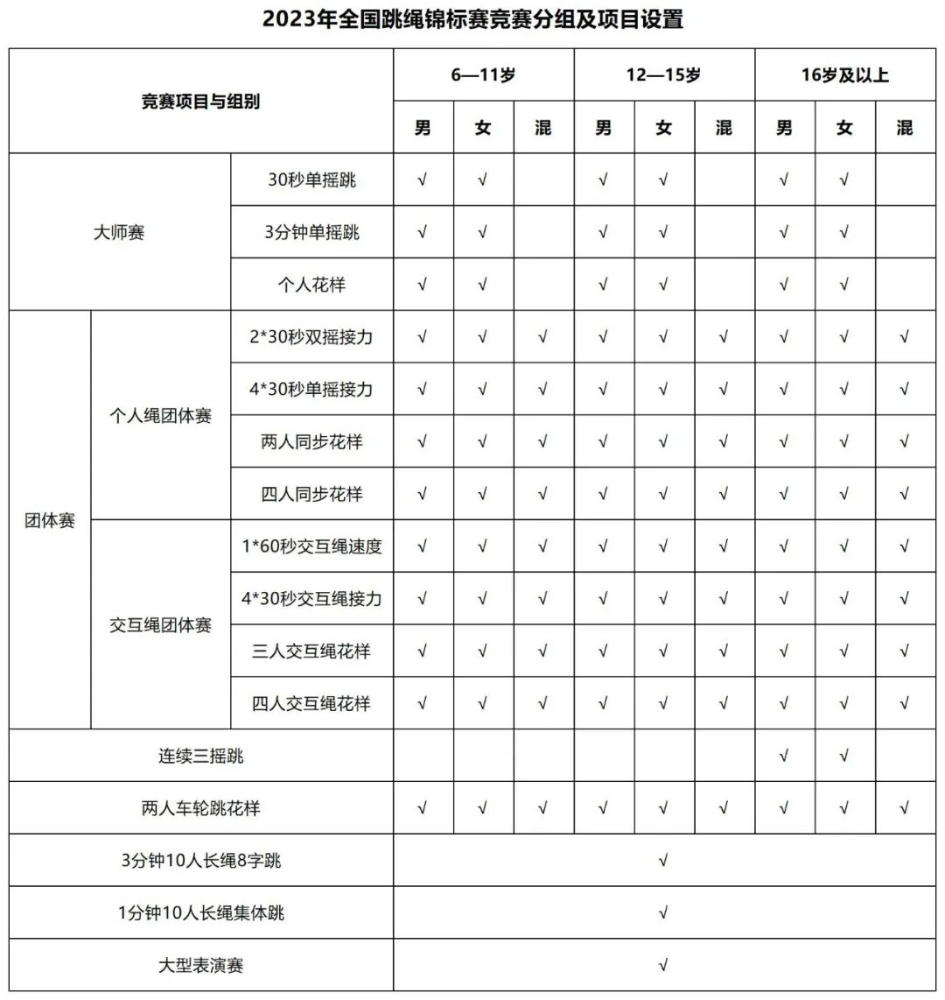 2023年全国跳绳锦标赛竞赛分组及项目设置
竞赛项目与组别 6—11岁 12—15岁 16岁及以上
男 女 混 男 女 混 男 女 混
大师赛 30秒单摇跳 √ √ √ √ √ √
3分钟单摇跳 √ √ √ √ √ √
个人花样 √ √ √ √ √ √
团体赛 个人绳团体赛 2*30秒双摇接力 √ √ √ √ √ √ √ √ √
4*30秒单摇接力 √ √ √ √ √ √ √ √ √
两人同步花样 √ √ √ √ √ √ √ √ √
四人同步花样 √ √ √ √ √ √ √ √ √
交互绳团体赛 1*60秒交互绳速度 √ √ √ √ √ √ √ √ √
4*30秒交互绳接力 √ √ √ √ √ √ √ √ √
三人交互绳花样 √ √ √ √ √ √ √ √ √
四人交互绳花样 √ √ √ √ √ √ √ √ √
连续三摇跳 √ √
两人车轮跳花样 √ √ √ √ √ √ √ √ √
3分钟10人长绳8字跳 √
1分钟10人长绳集体跳 √
大型表演赛 √